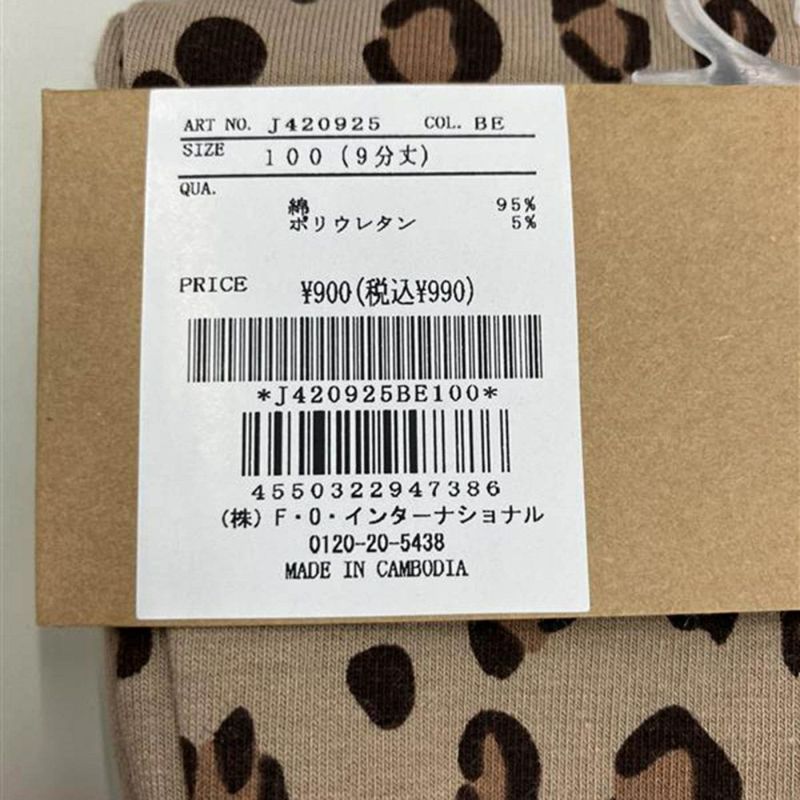 ART NO. J420925 COL. BE
SIZE 100(9分丈)
QUA.
綿 95%
ポリウレタン 5%
PRICE ¥900(税込¥990)
*J420925BE100*
4550322947386
(株)F・O・インターナショナル
0120-20-5438
MADE IN CAMBODIA